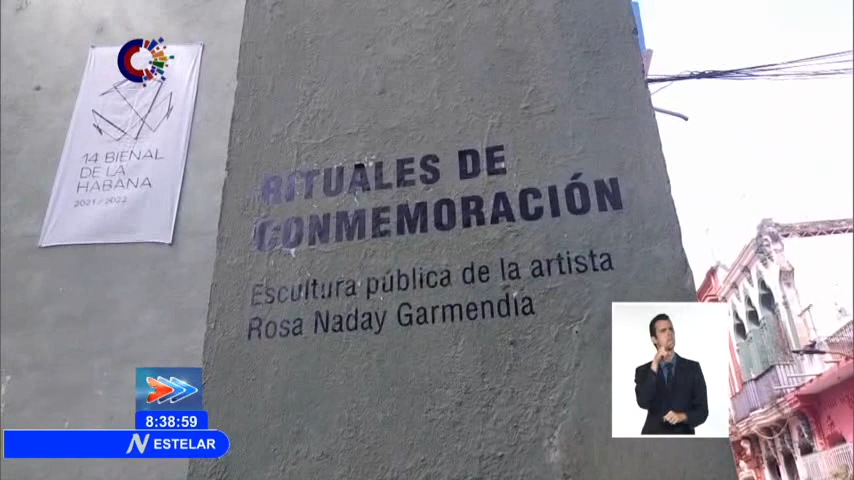 14 BIENAL
DE LA
HABANA
2021 / 2022
RITUALES DE
CONMEMORACIÓN
Escultura pública de la artista
Rosa Naday Garmendía
8:38:59
N ESTELAR